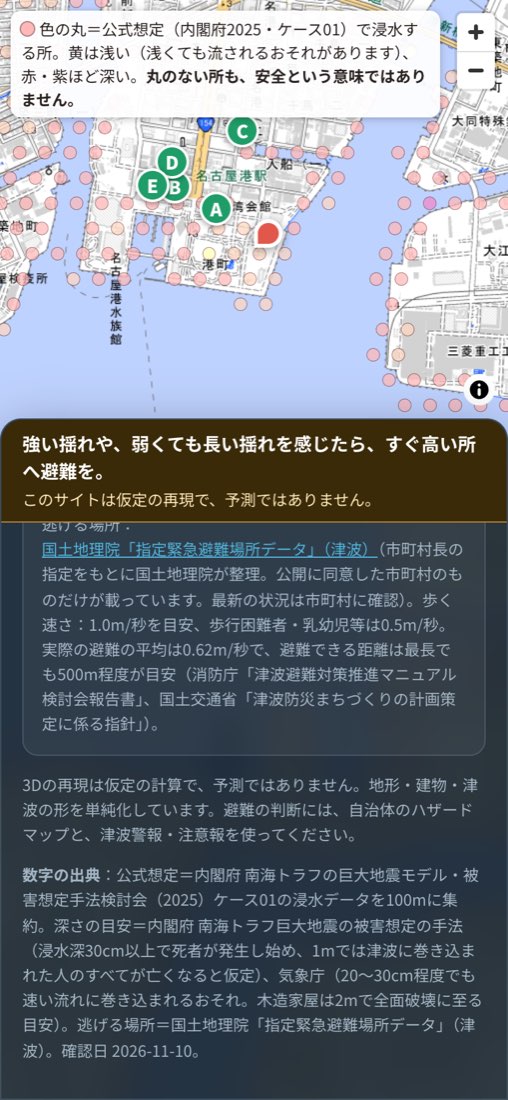 色の丸＝公式想定（内閣府2025・ケース01）で浸水す
る所。黄は浅い（浅くても流されるおそれがあります）、
赤・紫ほど深い。丸のない所も、安全という意味ではあり
ません。
+
−
154
C
D
E
B
A
入船
名古屋港駅
湾会館
港町
名古屋港水族館
築地町
屋検疫所
大同特殊
大江
三菱重工
強い揺れや、弱くても長い揺れを感じたら、すぐ高い所
へ避難を。
このサイトは仮定の再現で、予測ではありません。
逃げる場所：
国土地理院「指定緊急避難場所データ」（津波）（市町村長の
指定をもとに国土地理院が整理。公開に同意した市町村のも
のだけが載っています。最新の状況は市町村に確認）。歩く
速さ：1.0m/秒を目安、歩行困難者・乳幼児等は0.5m/秒。
実際の避難の平均は0.62m/秒で、避難できる距離は最長で
も500m程度が目安（消防庁「津波避難対策推進マニュアル
検討会報告書」、国土交通省「津波防災まちづくりの計画策
定に係る指針」）。
3Dの再現は仮定の計算で、予測ではありません。地形・建物・津
波の形を単純化しています。避難の判断には、自治体のハザード
マップと、津波警報・注意報を使ってください。
数字の出典：公式想定＝内閣府 南海トラフの巨大地震モデル・被
害想定手法検討会（2025）ケース01の浸水データを100mに集
約。深さの目安＝内閣府 南海トラフ巨大地震の被害想定の手法
（浸水深30cm以上で死者が発生し始め、1mでは津波に巻き込ま
れた人のすべてが亡くなると仮定）、気象庁（20〜30cm程度でも
速い流れに巻き込まれるおそれ。木造家屋は2mで全面破壊に至る
目安）。逃げる場所＝国土地理院「指定緊急避難場所データ」（津
波）。確認日 2026-11-10。